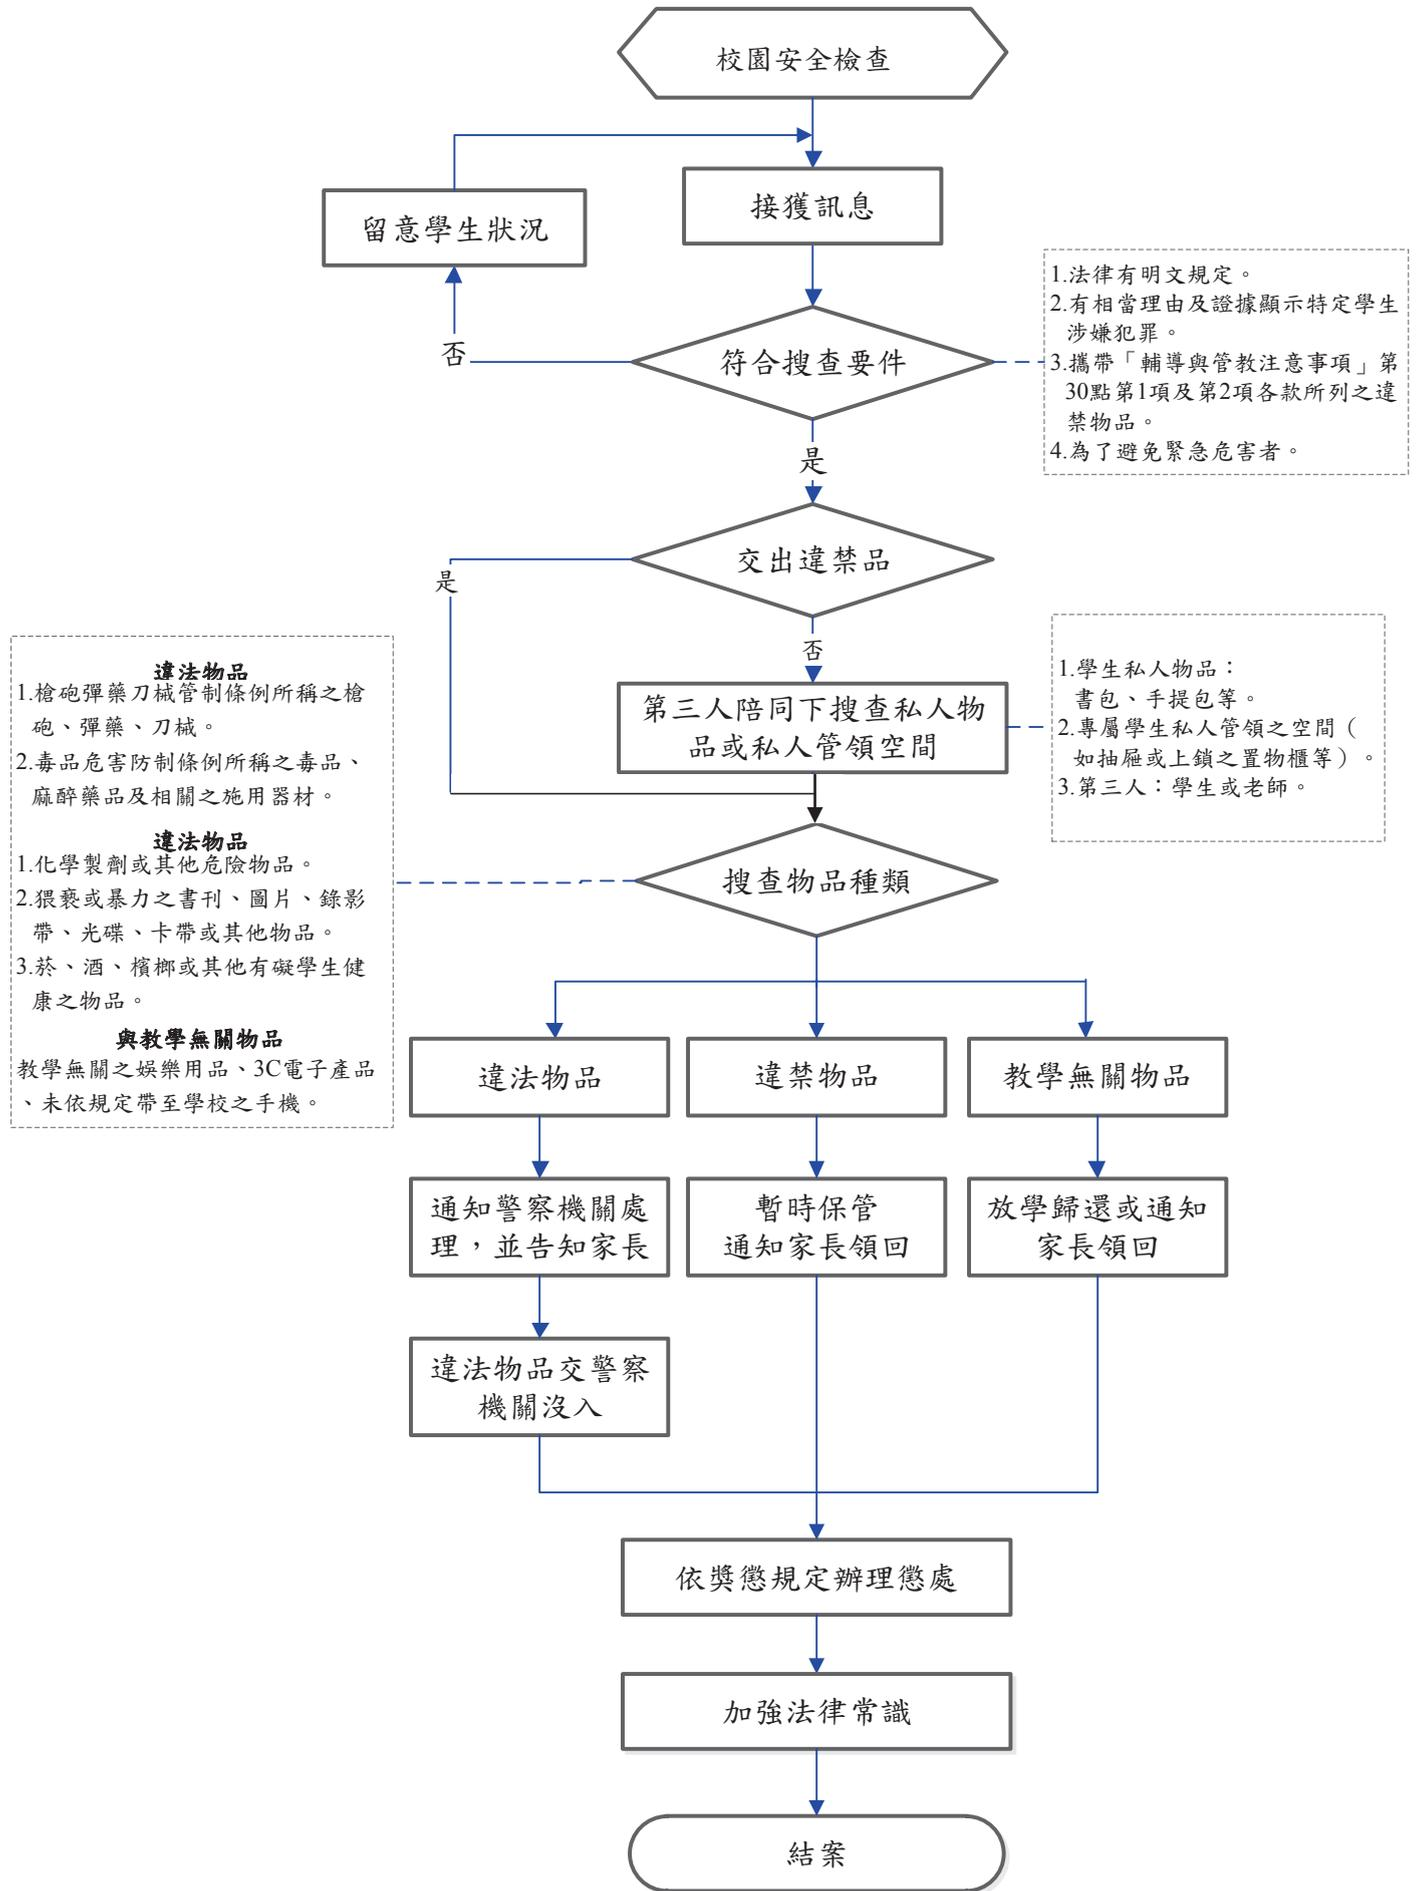 校園安全檢查
接獲訊息
留意學生狀況
1.法律有明文規定。
2.有相當理由及證據顯示特定學生
涉嫌犯罪。
3.攜帶「輔導與管教注意事項」第
30點第1項及第2項各款所列之違
禁物品。
4.為了避免緊急危害者。
符合搜查要件
否
是
交出違禁品
是
否
第三人陪同下搜查私人物
品或私人管領空間
1.學生私人物品：
書包、手提包等。
2.專屬學生私人管領之空間（
如抽屜或上鎖之置物櫃等）。
3.第三人：學生或老師。
違法物品
1.槍砲彈藥刀械管制條例所稱之槍
砲、彈藥、刀械。
2.毒品危害防制條例所稱之毒品、
麻醉藥品及相關之施用器材。
違法物品
1.化學製劑或其他危險物品。
2.猥褻或暴力之書刊、圖片、錄影
帶、光碟、卡帶或其他物品。
3.菸、酒、檳榔或其他有礙學生健
康之物品。
與教學無關物品
教學無關之娛樂用品、3C電子產品
、未依規定帶至學校之手機。
搜查物品種類
違法物品
違禁物品
教學無關物品
通知警察機關處
理，並告知家長
暫時保管
通知家長領回
放學歸還或通知
家長領回
違法物品交警察
機關沒入
依獎懲規定辦理懲處
加強法律常識
結案